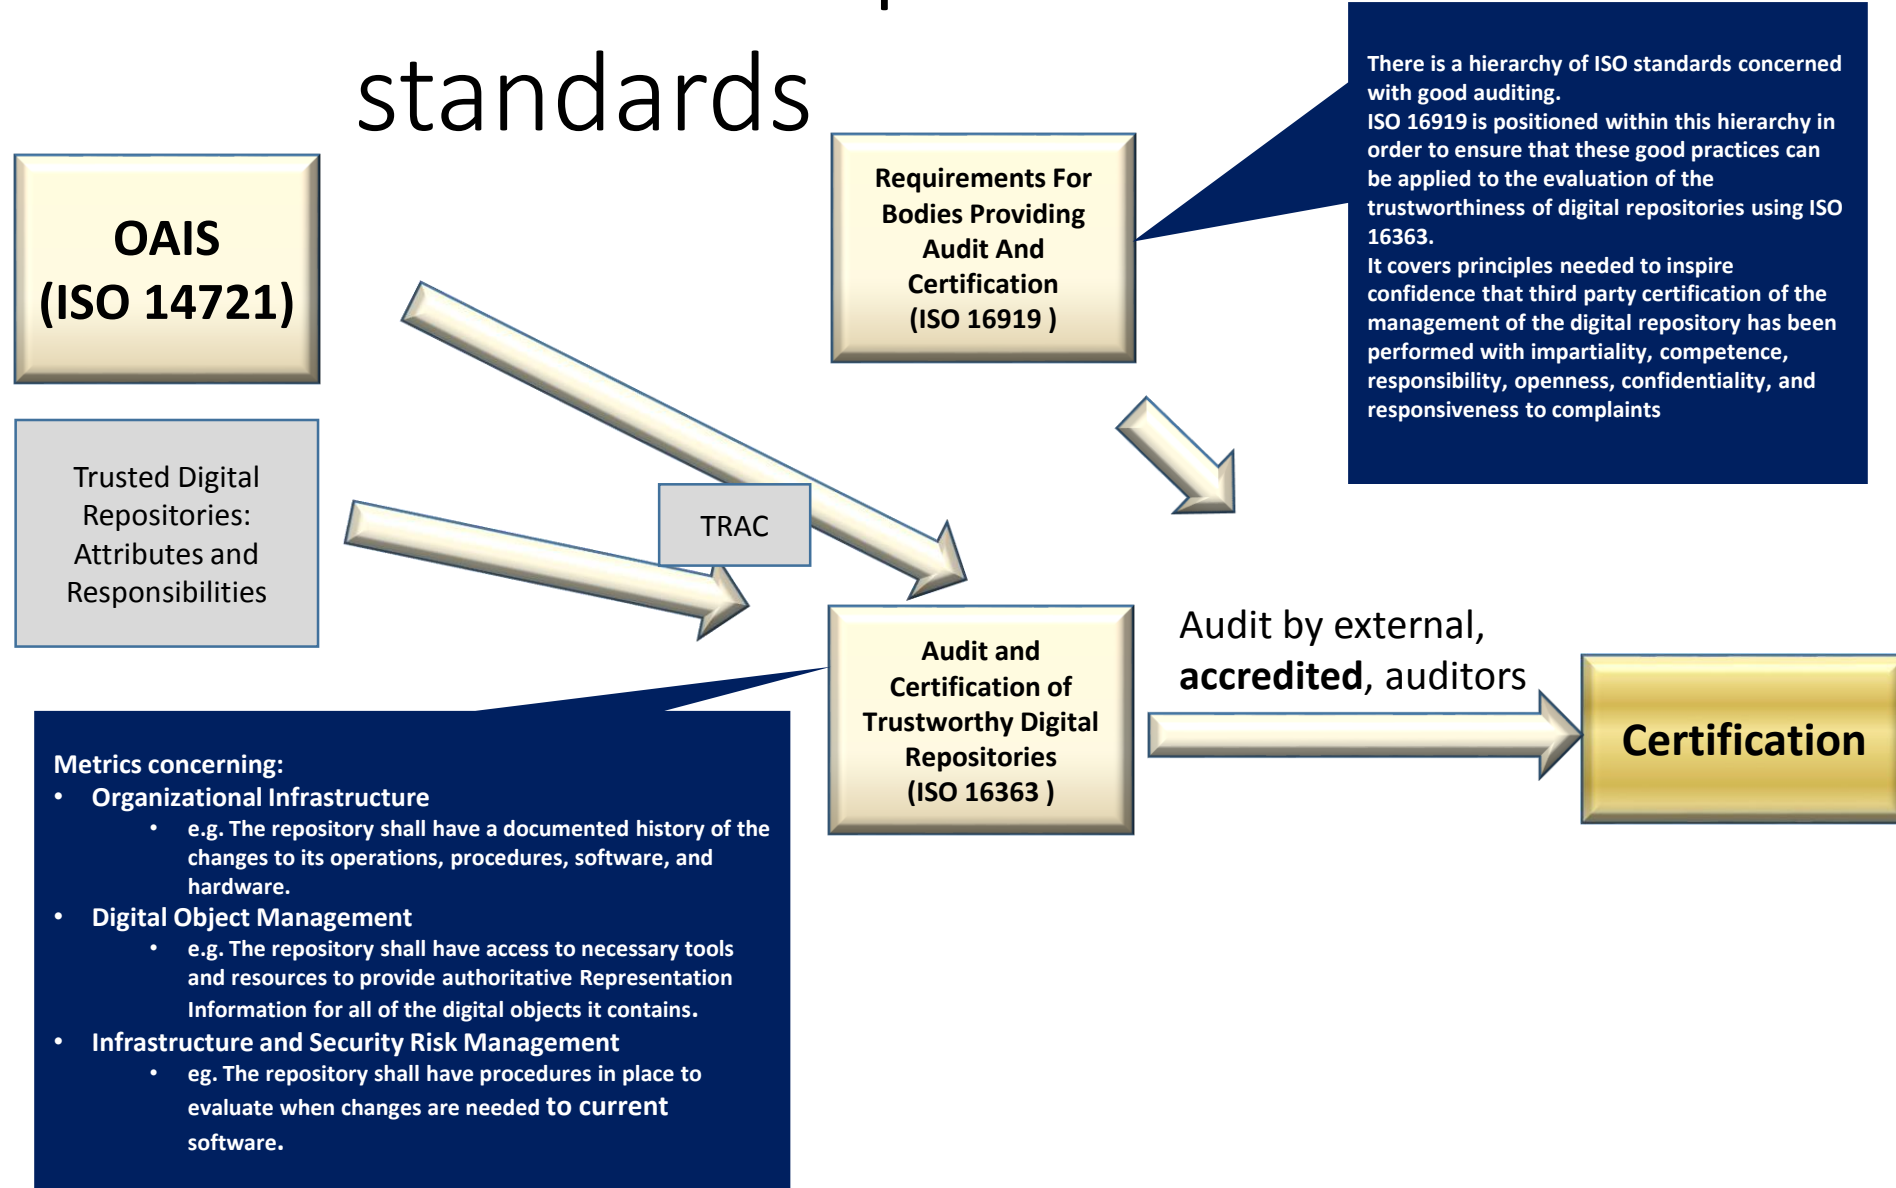 standards
OAIS
(ISO 14721)
Trusted Digital
Repositories:
Attributes and
Responsibilities
Requirements For
Bodies Providing
Audit And
Certification
(ISO 16919 )
There is a hierarchy of ISO standards concerned
with good auditing.
ISO 16919 is positioned within this hierarchy in
order to ensure that these good practices can
be applied to the evaluation of the
trustworthiness of digital repositories using ISO
16363.
It covers principles needed to inspire
confidence that third party certification of the
management of the digital repository has been
performed with impartiality, competence,
responsibility, openness, confidentiality, and
responsiveness to complaints
TRAC
Audit and
Certification of
Trustworthy Digital
Repositories
(ISO 16363 )
Audit by external,
accredited, auditors
Certification
Metrics concerning:
• Organizational Infrastructure
• e.g. The repository shall have a documented history of the
changes to its operations, procedures, software, and
hardware.
• Digital Object Management
• e.g. The repository shall have access to necessary tools
and resources to provide authoritative Representation
Information for all of the digital objects it contains.
• Infrastructure and Security Risk Management
• eg. The repository shall have procedures in place to
evaluate when changes are needed to current
software.